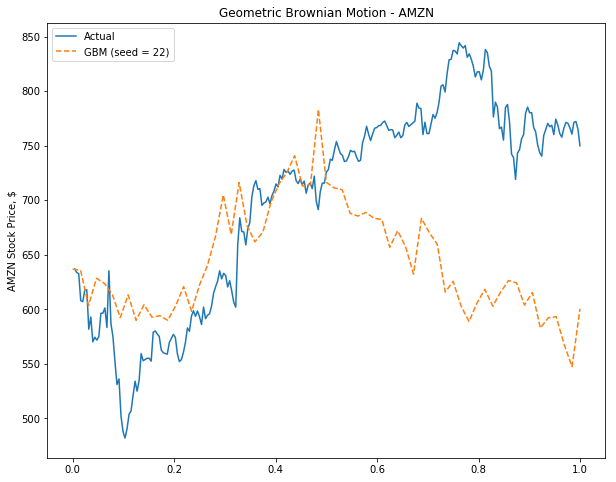 Geometric Brownian Motion - AMZN
Actual
GBM (seed = 22)
AMZN Stock Price, $
850
800
750
700
650
600
550
500
0.0 0.2 0.4 0.6 0.8 1.0